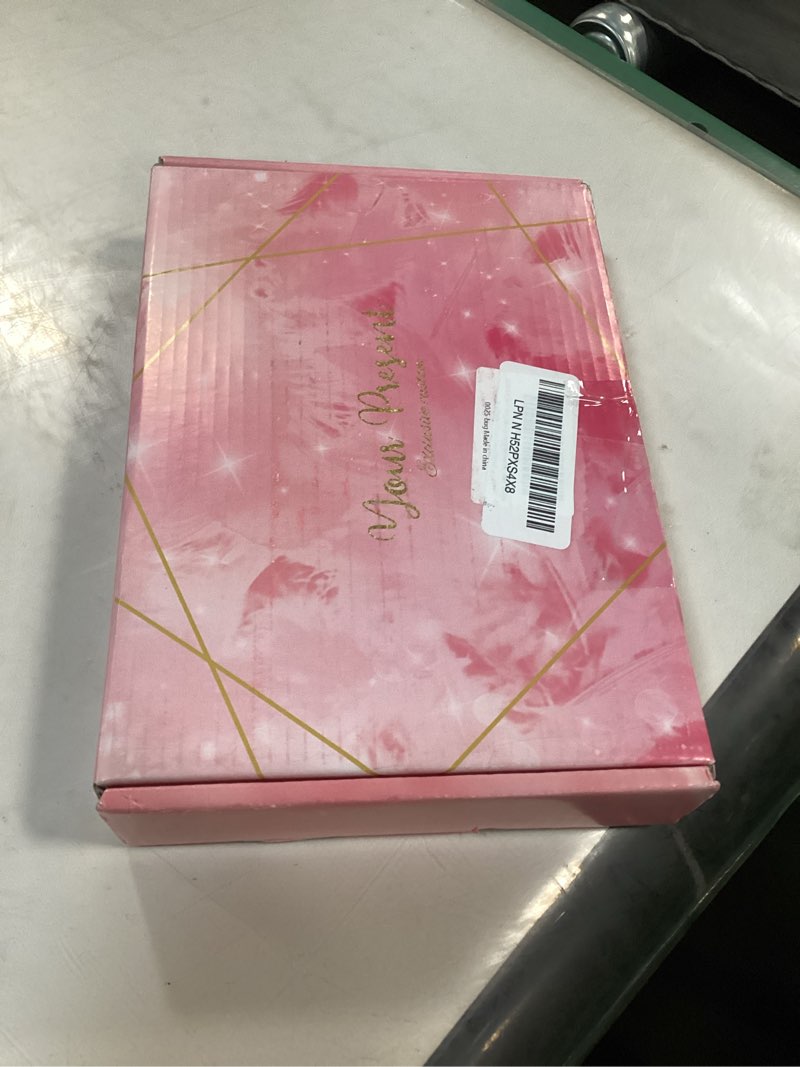 Your Present
LPN N H52PXS4X8
Made in china